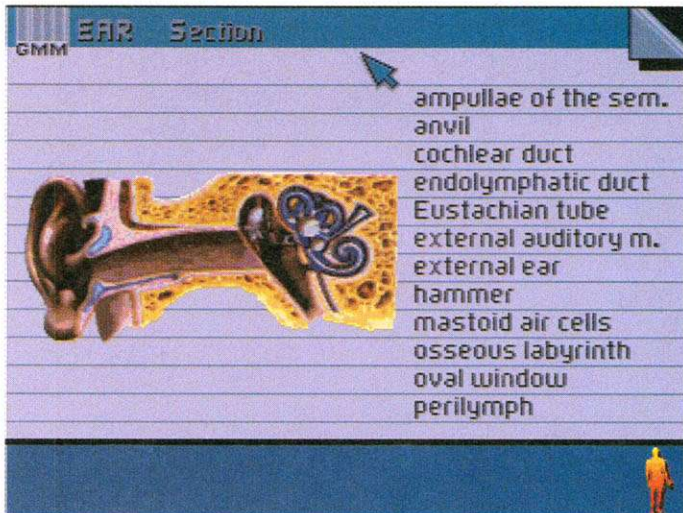 GMM
EAR Section
ampullae of the sem.
anvil
cochlear duct
endolymphatic duct
Eustachian tube
external auditory m.
external ear
hammer
mastoid air cells
osseous labyrinth
oval window
perilymph